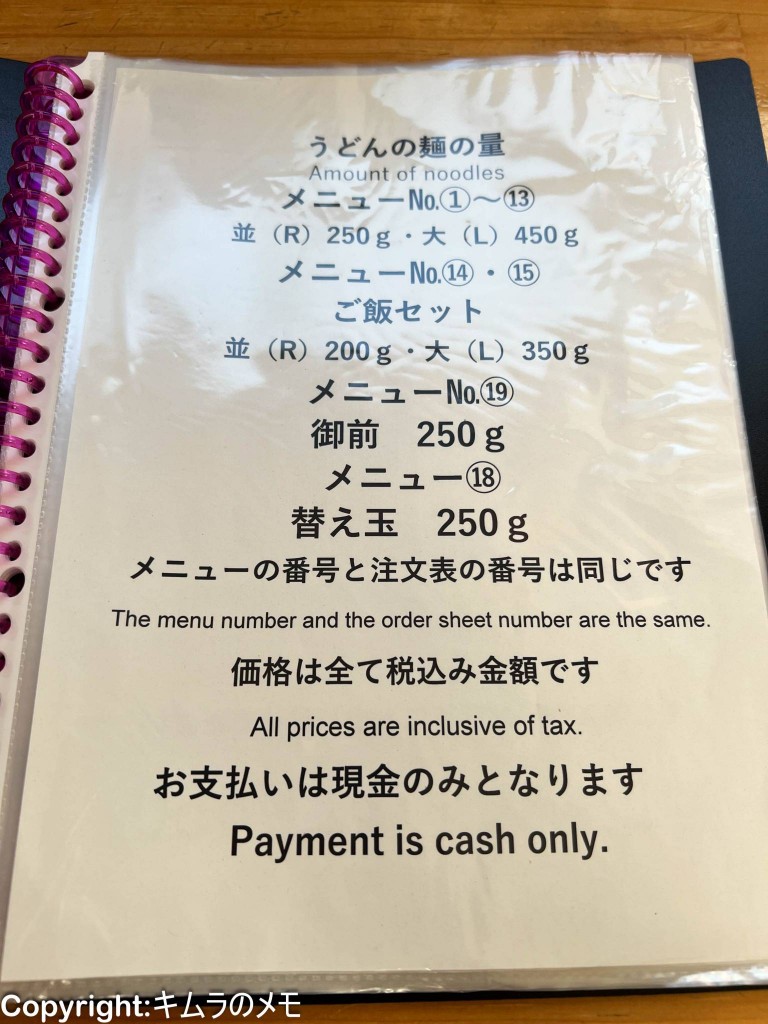 うどんの麺の量
Amount of noodles
メニューNo.①～⑬
並（R）250ｇ・大（L）450ｇ
メニューNo.⑭・⑮
ご飯セット
並（R）200ｇ・大（L）350ｇ
メニューNo.⑲
御前　250ｇ
メニュー⑱
替え玉　250ｇ
メニューの番号と注文表の番号は同じです
The menu number and the order sheet number are the same.
価格は全て税込み金額です
All prices are inclusive of tax.
お支払いは現金のみとなります
Payment is cash only.
Copyright:キムラのメモ